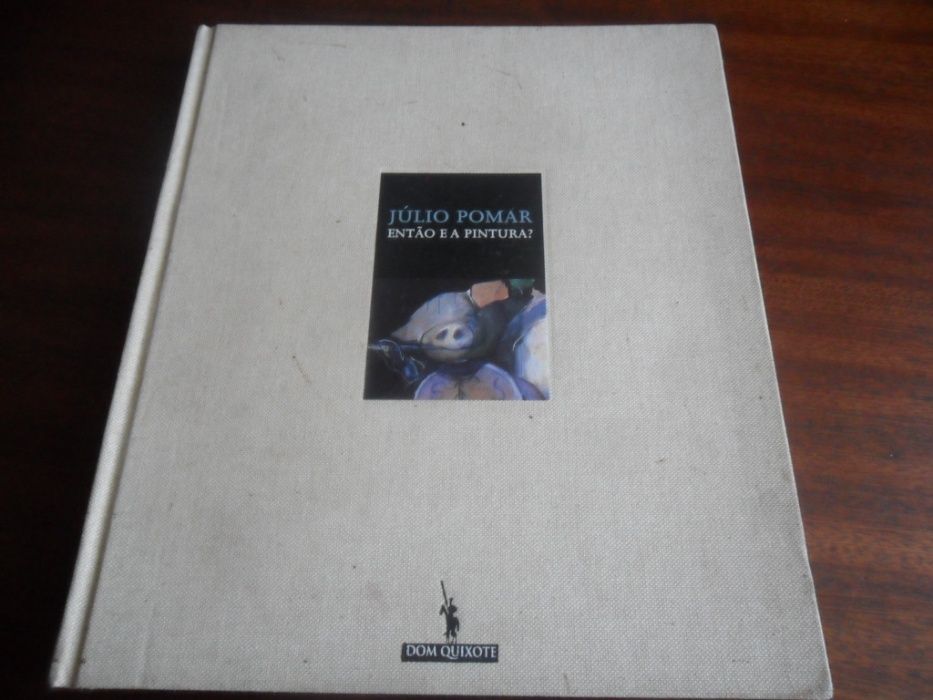 JÚLIO POMAR
ENTÃO E A PINTURA?
DOM QUIXOTE